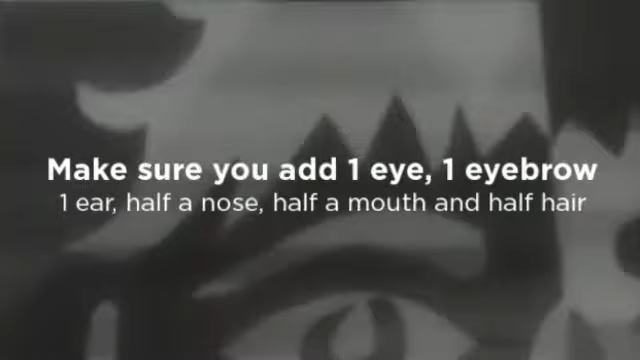 Make sure you add 1 eye, 1 eyebrow
1 ear, half a nose, half a mouth and half hair